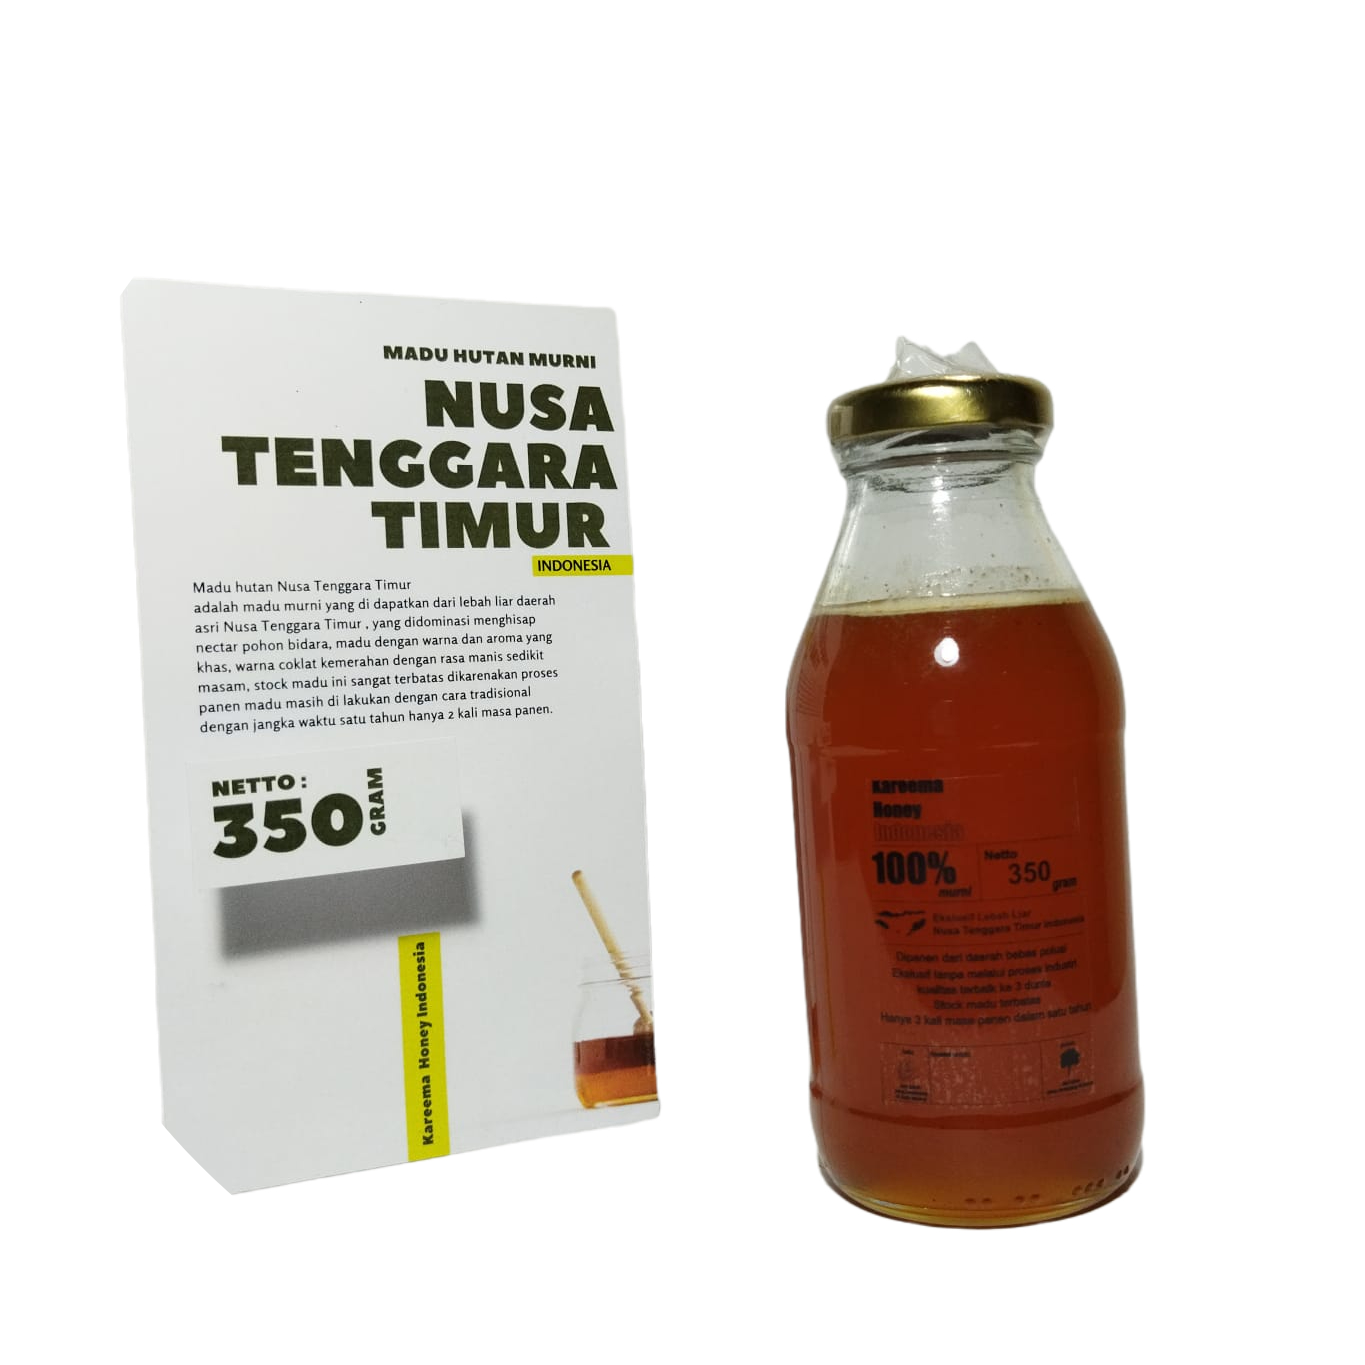 MADU HUTAN MURNI
NUSA
TENGGARA
TIMUR
INDONESIA
Madu hutan Nusa Tenggara Timur
adalah madu murni yang di dapatkan dari lebah liar daerah
asri Nusa Tenggara Timur , yang didominasi menghisap
nectar pohon bidara, madu dengan warna dan aroma yang
khas, warna coklat kemerahan dengan rasa manis sedikit
masam, stock madu ini sangat terbatas dikarenakan proses
panen madu masih di lakukan dengan cara tradisional
dengan jangka waktu satu tahun hanya 2 kali masa panen.
NETTO :
350
GRAM
Kareema Honey Indonesia
Kareema
Honey
Indonesia
100%
murni
Netto
350
gram
Ekslusif Lebah Liar
Nusa Tenggara Timur Indonesia
Dipanen dari daerah bebas polusi
Ekslusif tanpa melalui proses industri
kualitas terbaik ke 3 dunia
Stock madu terbatas
Hanya 3 kali masa panen dalam satu tahun